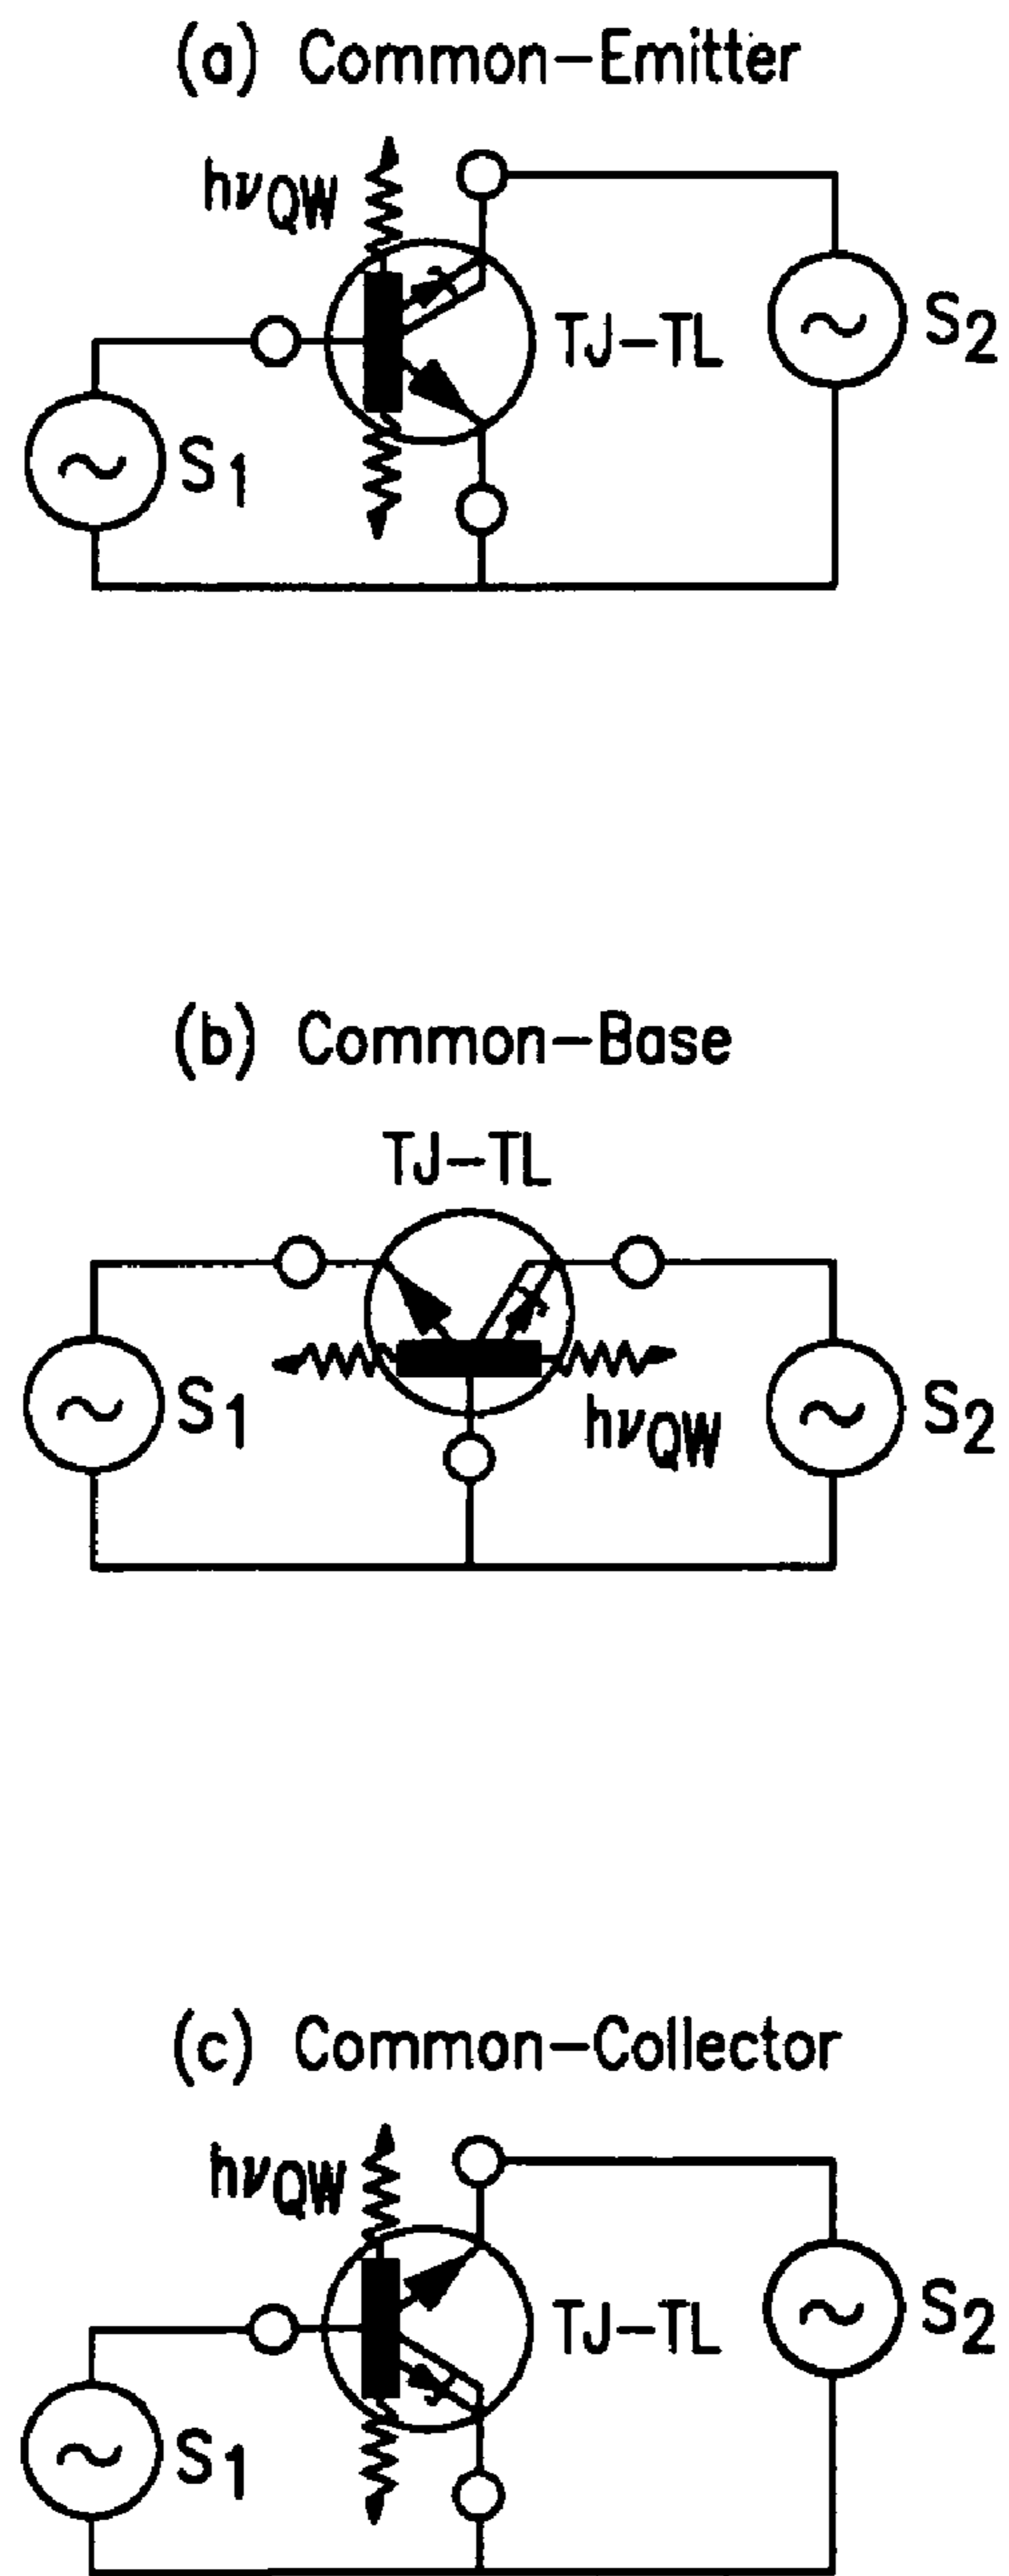 (a) Common-Emitter
hνQW
TJ-TL
S1
S2
(b) Common-Base
TJ-TL
S1
hνQW
S2
(c) Common-Collector
hνQW
TJ-TL
S1
S2